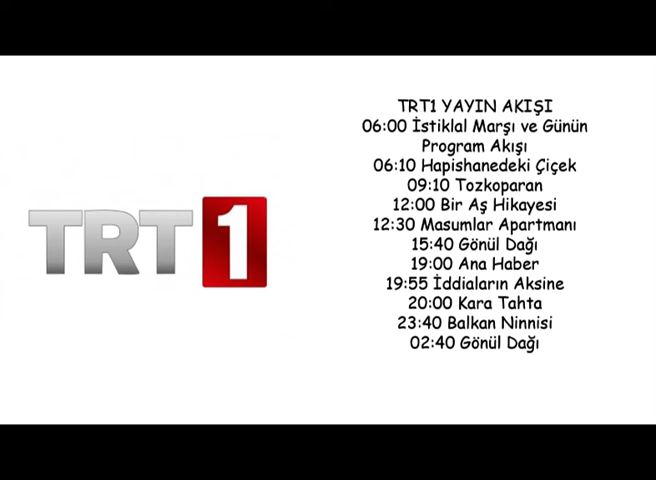 TRT 1
TRT1 YAYIN AKIŞI
06:00 İstiklal Marşı ve Günün
Program Akışı
06:10 Hapishanedeki Çiçek
09:10 Tozkoparan
12:00 Bir Aş Hikayesi
12:30 Masumlar Apartmanı
15:40 Gönül Dağı
19:00 Ana Haber
19:55 İddiaların Aksine
20:00 Kara Tahta
23:40 Balkan Ninnisi
02:40 Gönül Dağı